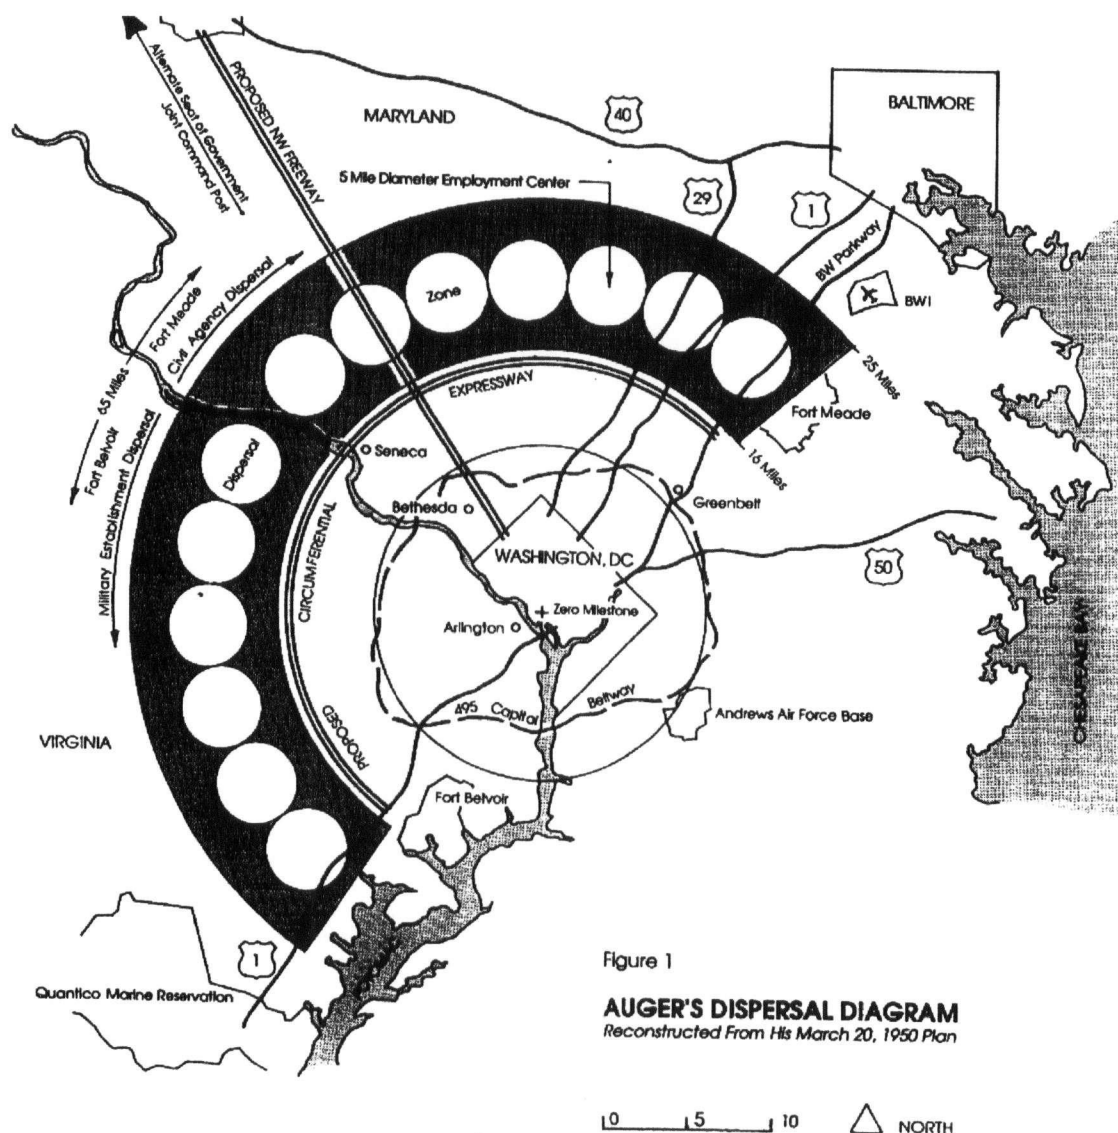 Alternate Seat of Government
Joint Command Post
PROPOSED NW FREEWAY
MARYLAND
40
BALTIMORE
5 Mile Diameter Employment Center
29
1
BW Parkway
BWI
65 Miles
Fort Meade
Fort Belvoir
Civil Agency Dispersal
Military Establishment Dispersal
Dispersal
Zone
25 Miles
16 Miles
Fort Meade
PROPOSED
CIRCUMFERENTIAL
EXPRESSWAY
Seneca
Bethesda
Greenbelt
WASHINGTON, DC
50
Zero Milestone
Arlington
495 Capital Beltway
Andrews Air Force Base
CHESAPEAKE BAY
VIRGINIA
Fort Belvoir
1
Quantico Marine Reservation
Figure 1
AUGER'S DISPERSAL DIAGRAM
Reconstructed From His March 20, 1950 Plan
0 5 10
NORTH